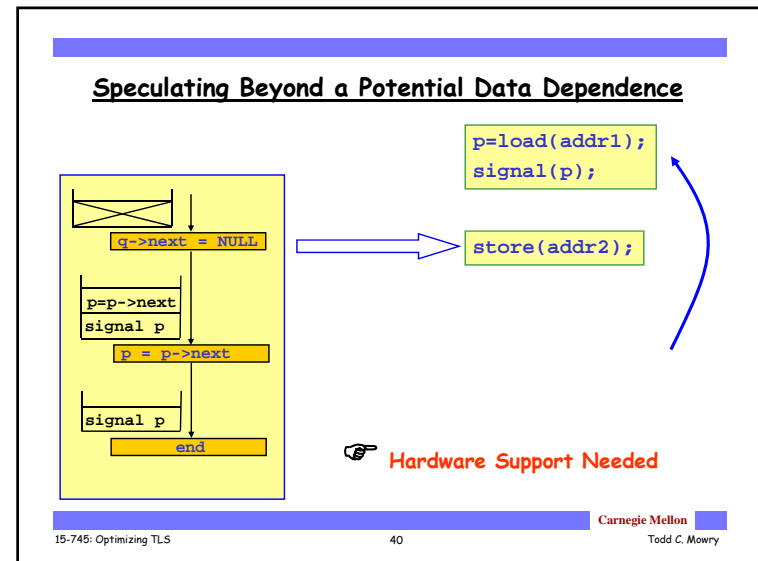 Speculating Beyond a Potential Data Dependence
p=load(addr1);
signal(p);
q->next = NULL
store(addr2);
p=p->next
signal p
p = p->next
signal p
end
☞ Hardware Support Needed
Carnegie Mellon
15-745: Optimizing TLS
40
Todd C. Mowry